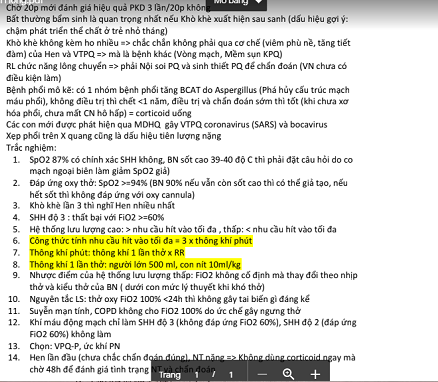 Chờ 20p mới đánh giá hiệu quả PKD 3 lần/20p không
Bất thường bẩm sinh là quan trọng nhất nếu Khò khè xuất hiện sau sanh (dấu hiệu gợi ý:
chậm phát triển thể chất ở trẻ nhỏ tháng)
Khò khè không kèm ho nhiều => chắc chắn không phải qua cơ chế (viêm phù nề, tăng tiết
đàm) của Hen và VTPQ => mà là bệnh khác (Vòng mạch, Mềm sụn KPQ)
RL chức năng lông chuyển => phải Nội soi PQ và sinh thiết PQ để chẩn đoán (VN chưa có
điều kiện làm)
Bệnh phổi mô kẽ: có 1 nhóm bệnh phổi tăng BCAT do Aspergillus (Phá hủy cấu trúc mạch
máu phổi), không điều trị thì chết <1 năm, điều trị và chẩn đoán sớm thì tốt (khi chưa xơ
hóa phổi, chưa mất CN hô hấp) = corticoid uống
Các con mới được phát hiện qua MDHQ gây VTPQ coronavirus (SARS) và bocavirus
Xẹp phổi trên X quang cũng là dấu hiệu tiên lượng nặng
Trắc nghiệm:
1. SpO2 87% có chính xác SHH không, BN sốt cao 39-40 độ C thì phải đặt câu hỏi do co
mạch ngoại biên làm giảm SpO2 giả)
2. Đáp ứng oxy thở: SpO2 >=94% (BN 90% nếu vẫn còn sốt cao thì có thể giả tạo, nếu
hết sốt thì không đáp ứng với oxy cannula)
3. Khò khè lần 3 thì nghĩ Hen nhiều nhất
4. SHH độ 3 : thất bại với FiO2 >=60%
5. Hệ thống lưu lượng cao: > nhu cầu hít vào tối đa , thấp: < nhu cầu hít vào tối đa
6. Công thức tính nhu cầu hít vào tối đa = 3 x thông khí phút
7. Thông khí phút: thông khí 1 lần thở x RR
8. Thông khí 1 lần thở: người lớn 500 ml, con nít 10ml/kg
9. Nhược điểm của hệ thống lưu lượng thấp: FiO2 không cố định mà thay đổi theo nhịp
thở và kiểu thở của BN ( dưới con mức lý thuyết khi khó thở)
10. Nguyên tắc LS: thở oxy FiO2 100% <24h thì không gây tai biến gì đáng kể
11. Suyễn mạn tính, COPD không cho FiO2 100% do ức chế gây ngưng thở
12. Khí máu động mạch chỉ làm SHH độ 3 (không đáp ứng FiO2 60%), SHH độ 2 (đáp ứng
FiO2 60%) không làm
13. Chọn: VPQ-P, ức khí PN
14. Hen lần đầu (chưa chắc chẩn đoán đúng), NT nặng => Không dùng corticoid ngay mà
chờ 48h để đánh giá tình trạng
Trang / 1